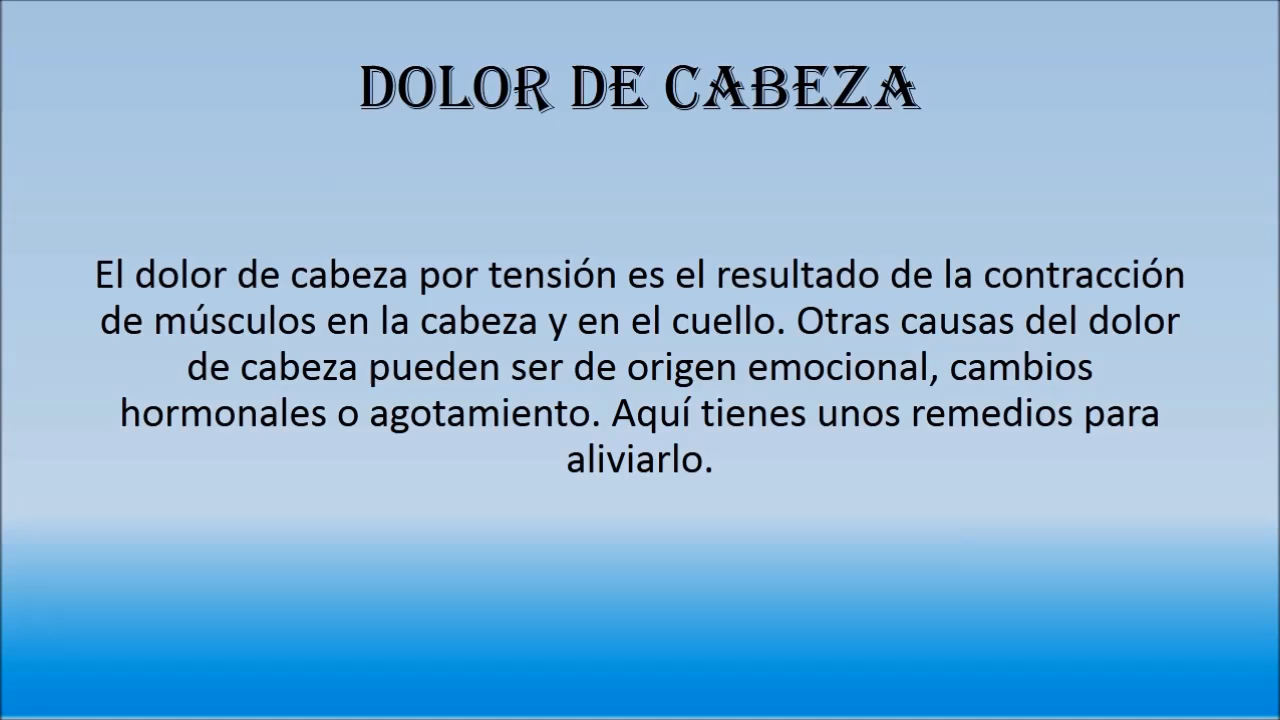 DOLOR DE CABEZA
El dolor de cabeza por tensión es el resultado de la contracción
de músculos en la cabeza y en el cuello. Otras causas del dolor
de cabeza pueden ser de origen emocional, cambios
hormonales o agotamiento. Aquí tienes unos remedios para
aliviarlo.